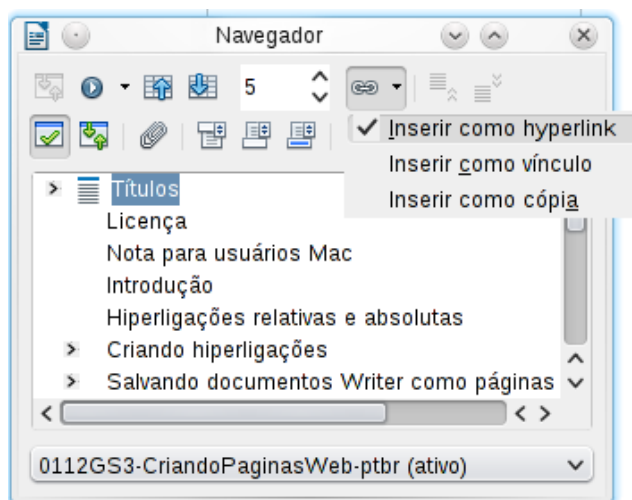 Navegador
5
Inserir como hyperlink
Inserir como vínculo
Inserir como cópia
Títulos
Licença
Nota para usuários Mac
Introdução
Hiperligações relativas e absolutas
Criando hiperligações
Salvando documentos Writer como páginas
0112GS3-CriandoPaginasWeb-ptbr (ativo)